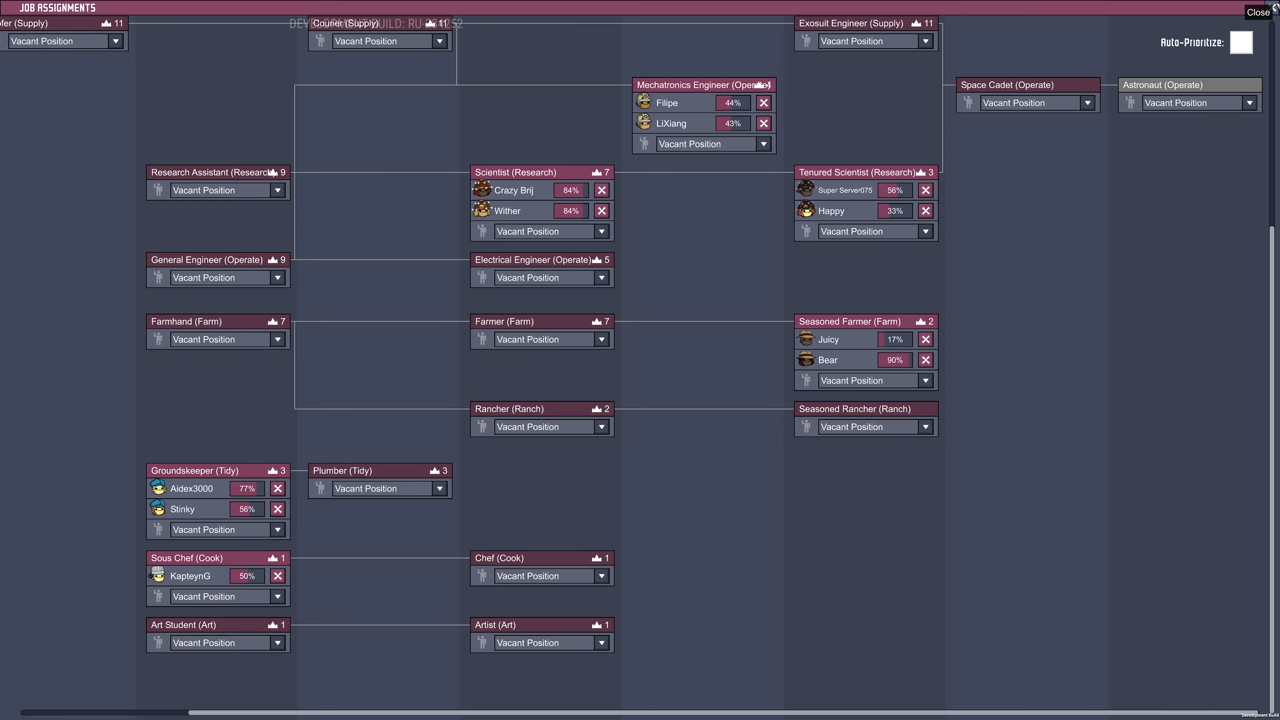 JOB ASSIGNMENTS
Close
fer (Supply) 11
Vacant Position
Courier (Supply) 11
Vacant Position
Exosuit Engineer (Supply) 11
Vacant Position
Auto-Prioritize:
Mechatronics Engineer (Operate) 4
Filipe 44%
LiXiang 43%
Vacant Position
Space Cadet (Operate)
Vacant Position
Astronaut (Operate)
Vacant Position
Research Assistant (Research) 9
Vacant Position
Scientist (Research) 7
Crazy Brij 84%
Wither 84%
Vacant Position
Tenured Scientist (Research) 3
Super Server075 56%
Happy 33%
Vacant Position
General Engineer (Operate) 9
Vacant Position
Electrical Engineer (Operate) 5
Vacant Position
Farmhand (Farm) 7
Vacant Position
Farmer (Farm) 7
Vacant Position
Seasoned Farmer (Farm) 2
Juicy 17%
Bear 90%
Vacant Position
Rancher (Ranch) 2
Vacant Position
Seasoned Rancher (Ranch)
Vacant Position
Groundskeeper (Tidy) 3
Aldex3000 77%
Stinky 56%
Vacant Position
Plumber (Tidy) 3
Vacant Position
Sous Chef (Cook) 1
KapteynG 50%
Vacant Position
Chef (Cook) 1
Vacant Position
Art Student (Art) 1
Vacant Position
Artist (Art) 1
Vacant Position
Development Build